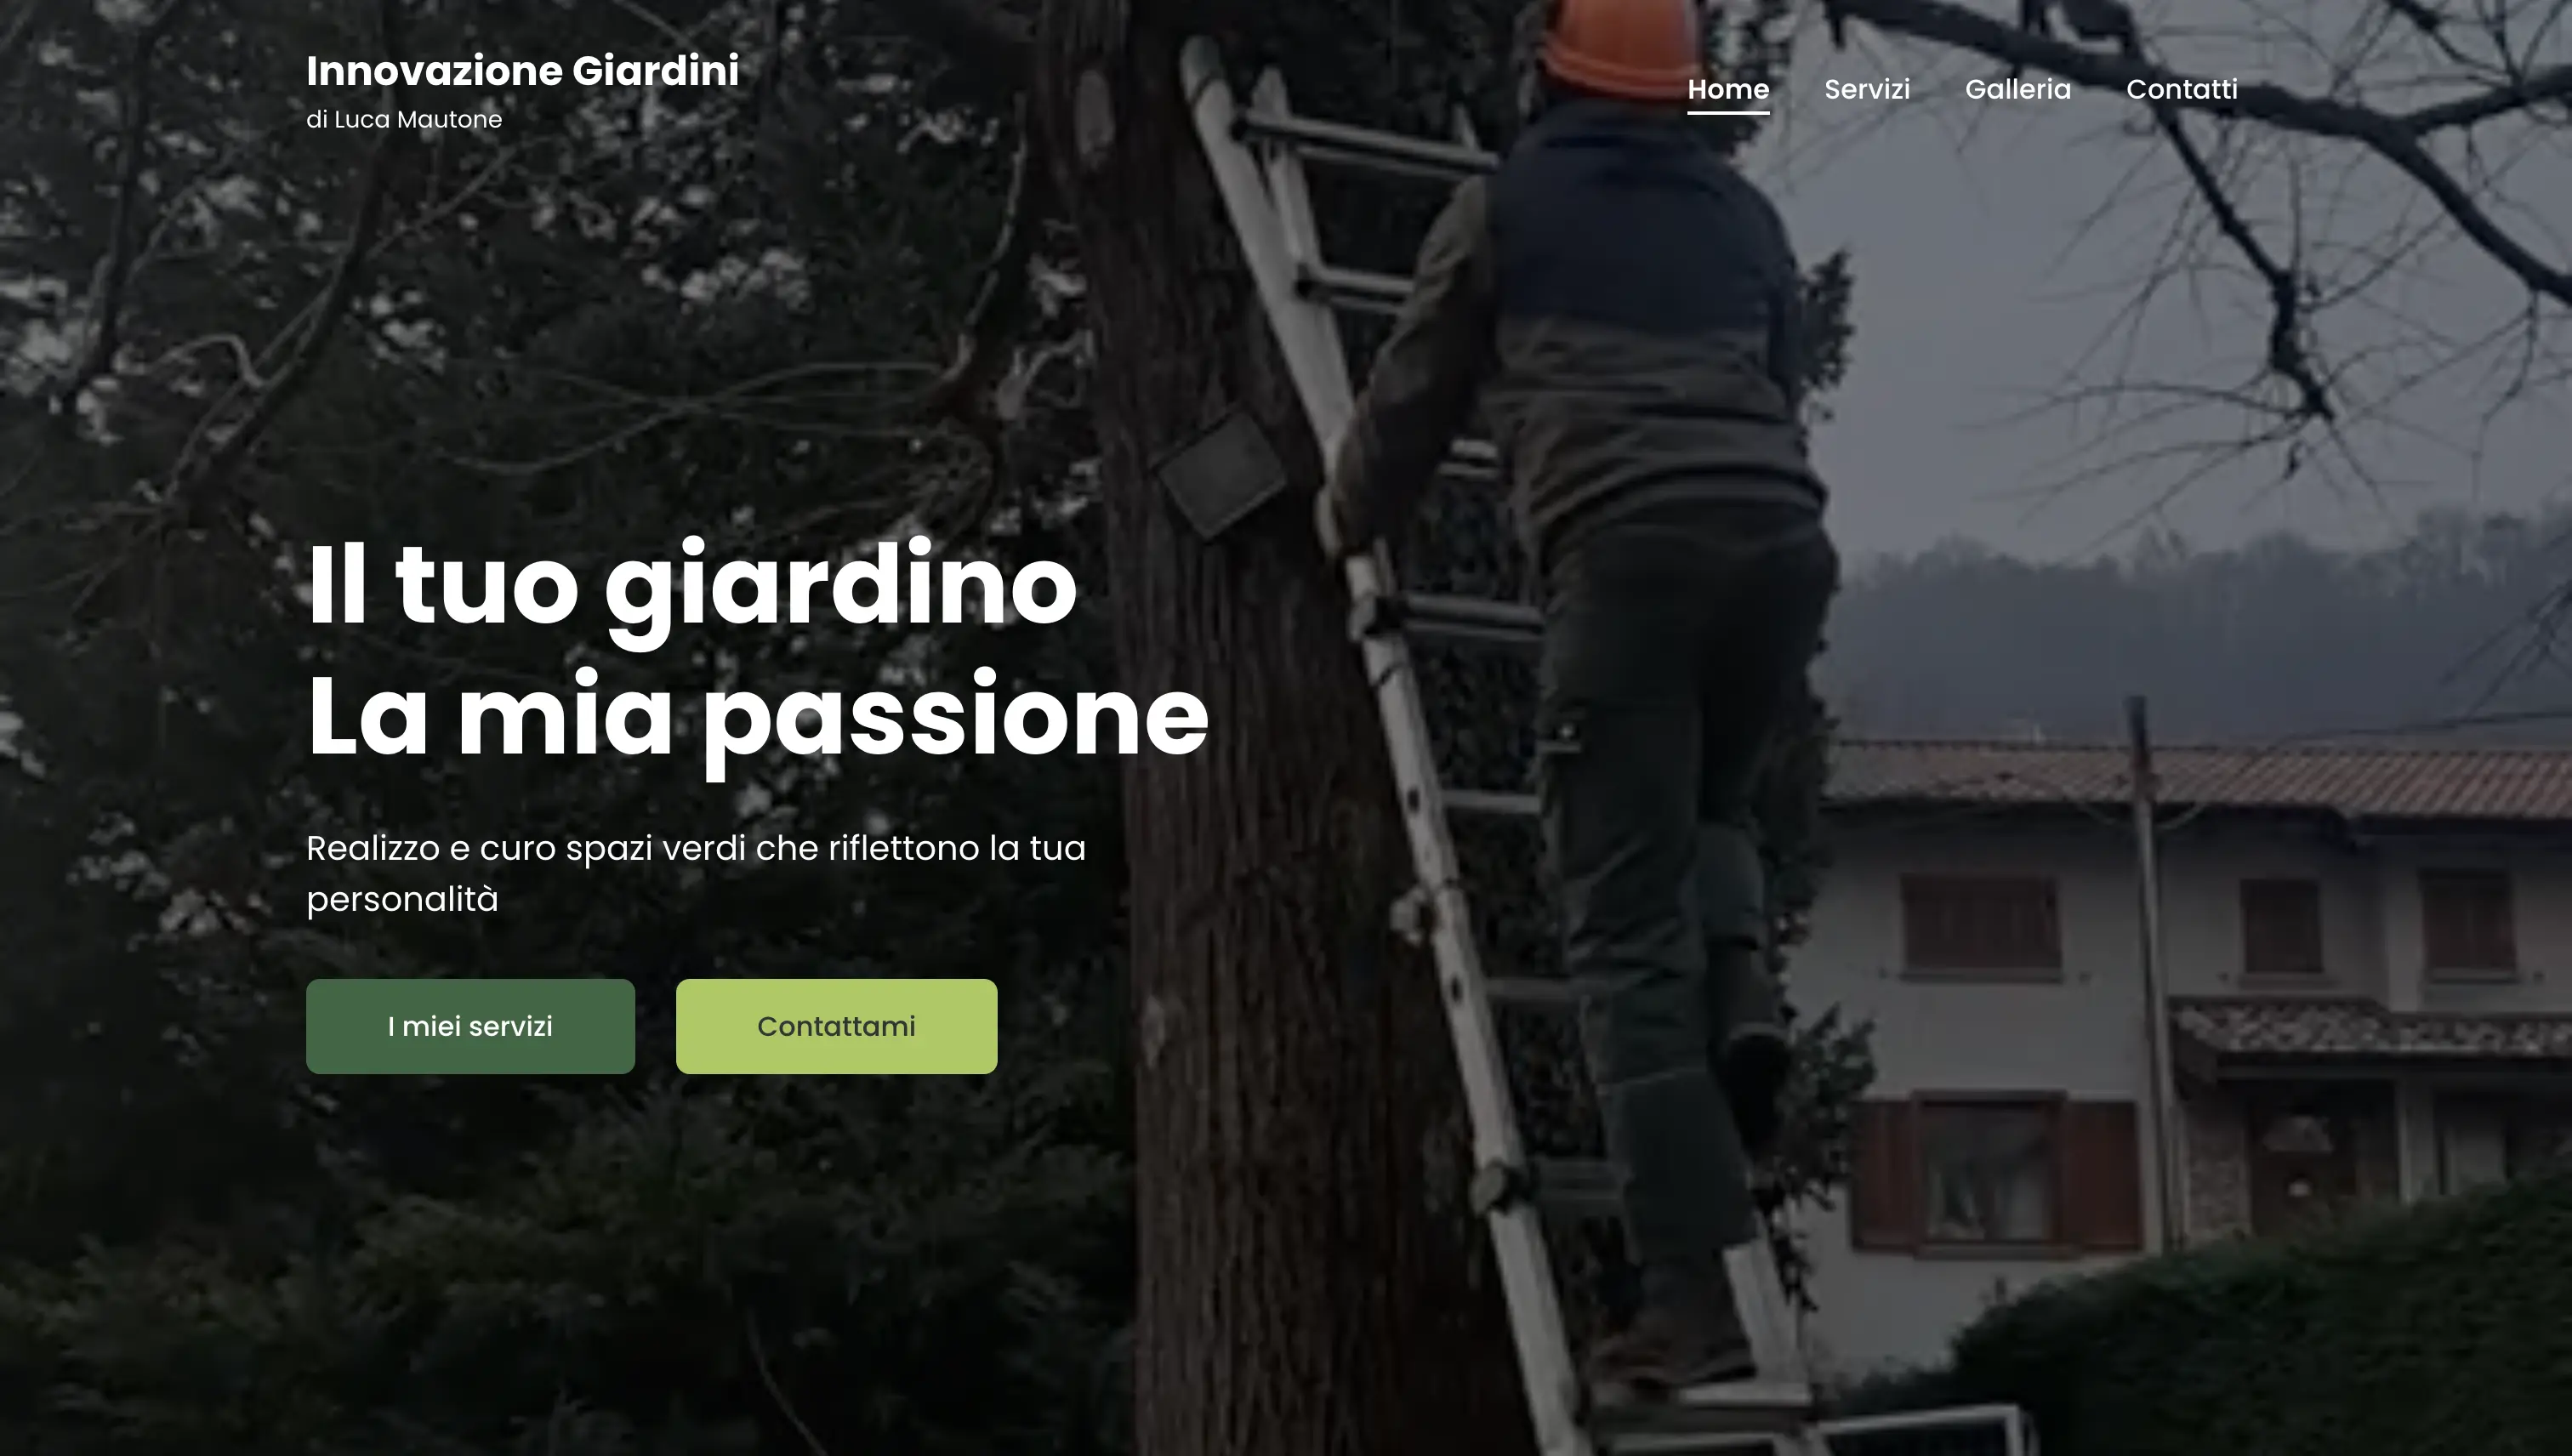 Innovazione Giardini
di Luca Mautone
Home Servizi Galleria Contatti
Il tuo giardino
La mia passione
Realizzo e curo spazi verdi che riflettono la tua
personalità
I miei servizi Contattami